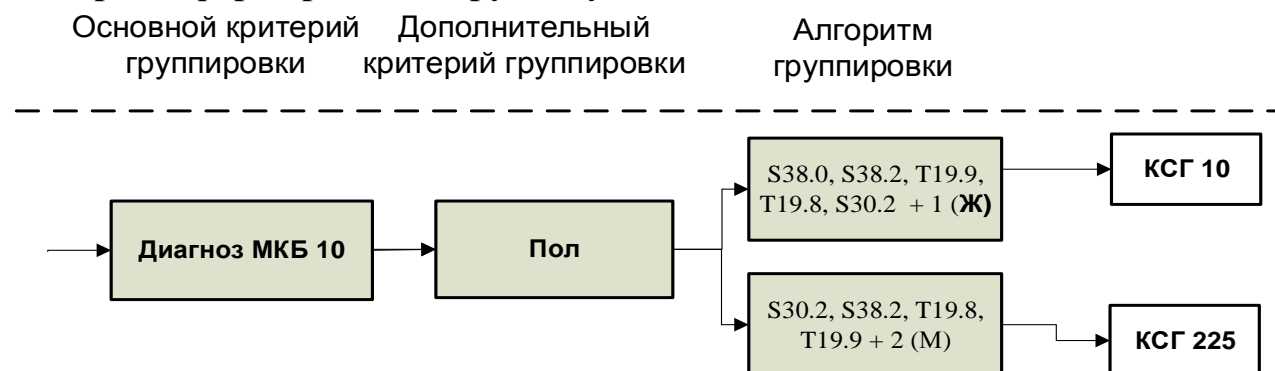 Основной критерий
группировки
Дополнительный
критерий группировки
Алгоритм
группировки
Диагноз МКБ 10
Пол
S38.0, S38.2, T19.9,
T19.8, S30.2 + 1 (Ж)
КСГ 10
S30.2, S38.2, T19.8,
T19.9 + 2 (М)
КСГ 225